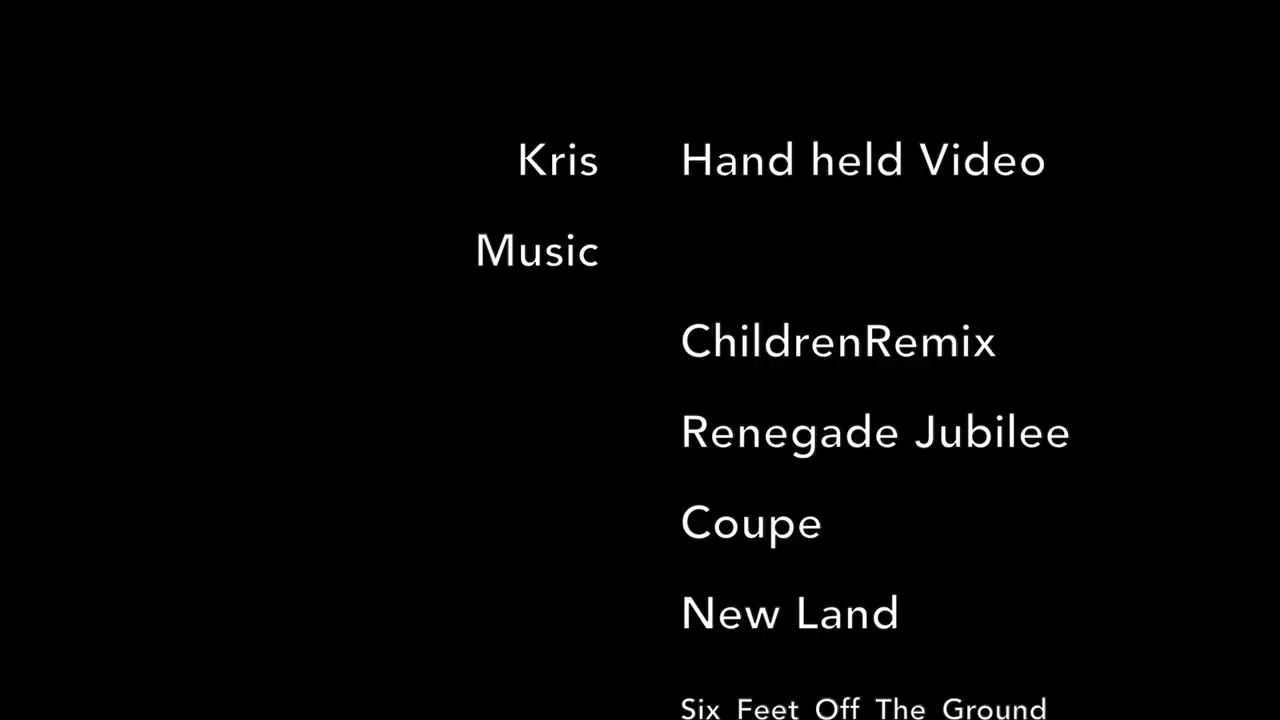 Kris Hand held Video
Music
ChildrenRemix
Renegade Jubilee
Coupe
New Land
Six Feet Off The Ground